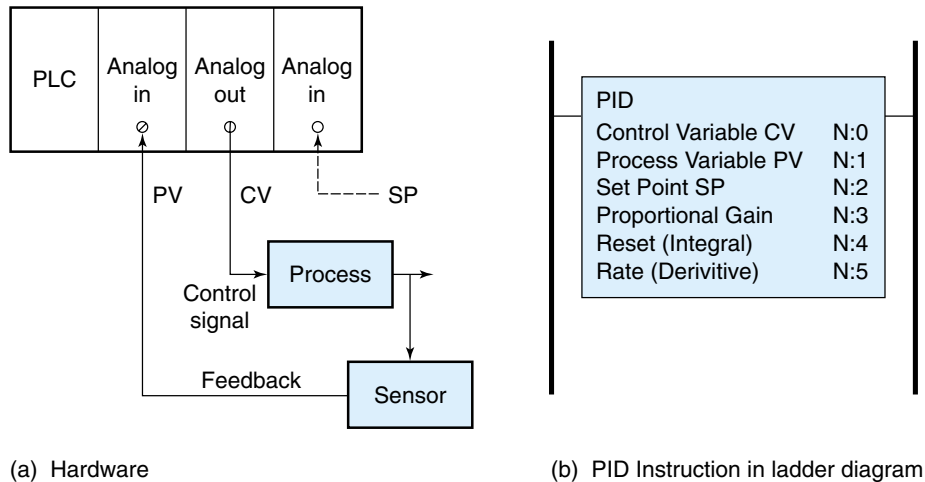 PLC
Analog
in
Analog
out
Analog
in
PV
CV
SP
Process
Control
signal
Feedback
Sensor
(a) Hardware
PID
Control Variable CV N:0
Process Variable PV N:1
Set Point SP N:2
Proportional Gain N:3
Reset (Integral) N:4
Rate (Derivitive) N:5
(b) PID Instruction in ladder diagram